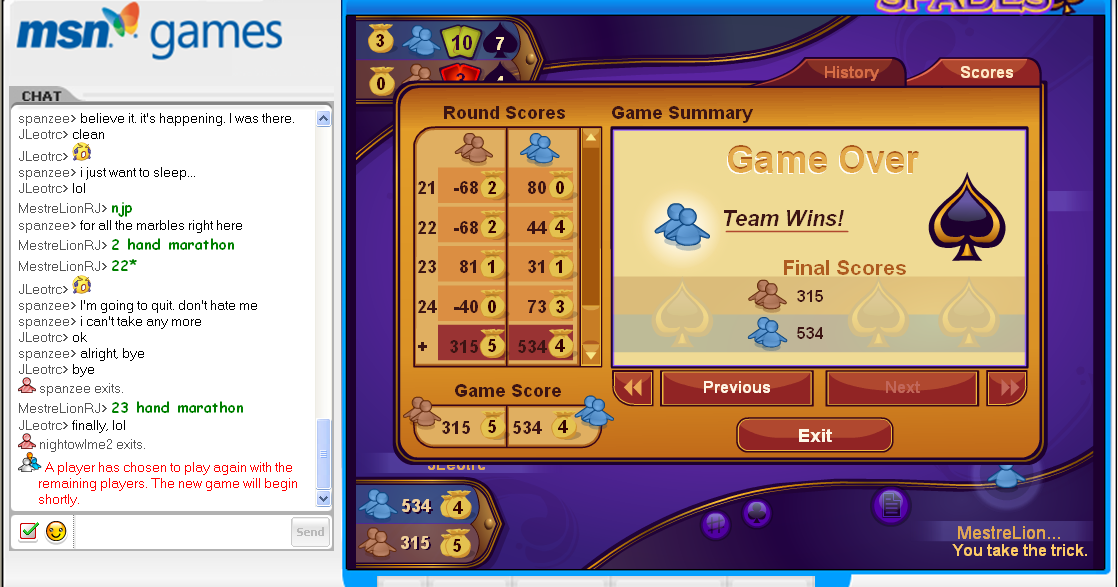 msn games
CHAT
spanzee> believe it. it's happening. I was there.
JLeotrc> clean
JLeotrc>
spanzee> i just want to sleep...
JLeotrc> lol
MestreLionRJ> njp
spanzee> for all the marbles right here
MestreLionRJ> 2 hand marathon
MestreLionRJ> 22*
JLeotrc>
spanzee> I'm going to quit. don't hate me
spanzee> i can't take any more
JLeotrc> ok
spanzee> alright, bye
JLeotrc> bye
spanzee exits.
MestreLionRJ> 23 hand marathon
JLeotrc> finally, lol
nightowlme2 exits.
A player has chosen to play again with the
remaining players. The new game will begin
shortly.
Send
SPADES
3 10 7
0 2 4
History Scores
Round Scores
21 -68 2 80 0
22 -68 2 44 4
23 81 1 31 1
24 -40 0 73 3
+ 315 5 534 4
Game Score
315 5 534 4
Game Summary
Game Over
Team Wins!
Final Scores
315
534
Previous Next
Exit
JLeotrc
534 4
315 5
MestreLion...
You take the trick.